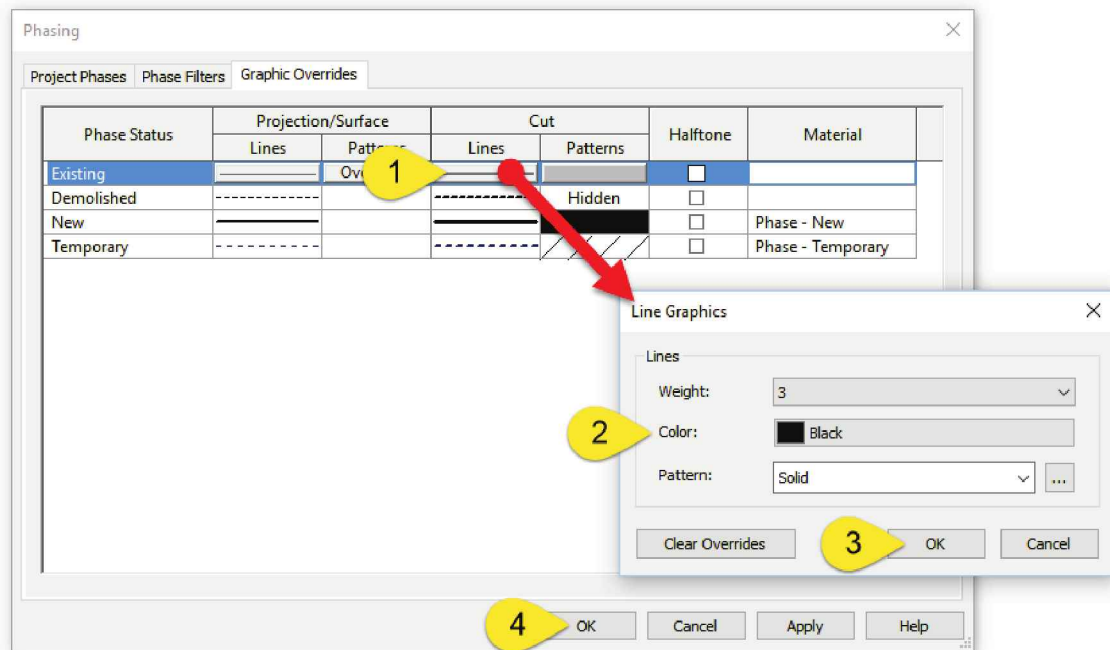 Phasing
Project Phases Phase Filters Graphic Overrides
Phase Status Projection/Surface Cut Halftone Material
Lines Lines Patterns
Existing 1
Demolished Hidden
New Phase - New
Temporary Phase - Temporary
Line Graphics
Lines
Weight: 3
2 Color: Black
Pattern: Solid ...
Clear Overrides 3 OK Cancel
4 OK Cancel Apply Help